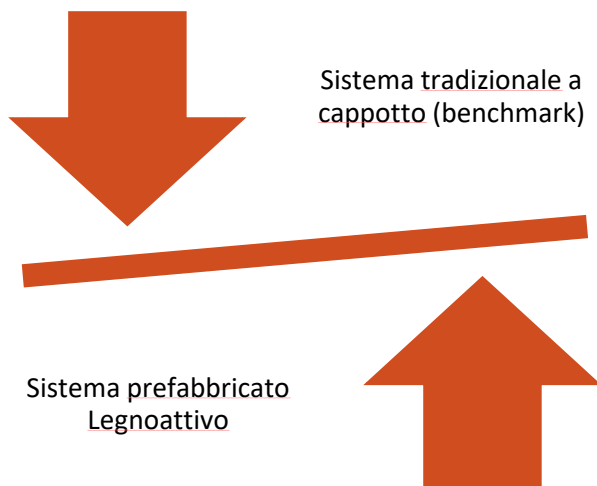 Sistema tradizionale a
cappotto (benchmark)
Sistema prefabbricato
Legnoattivo